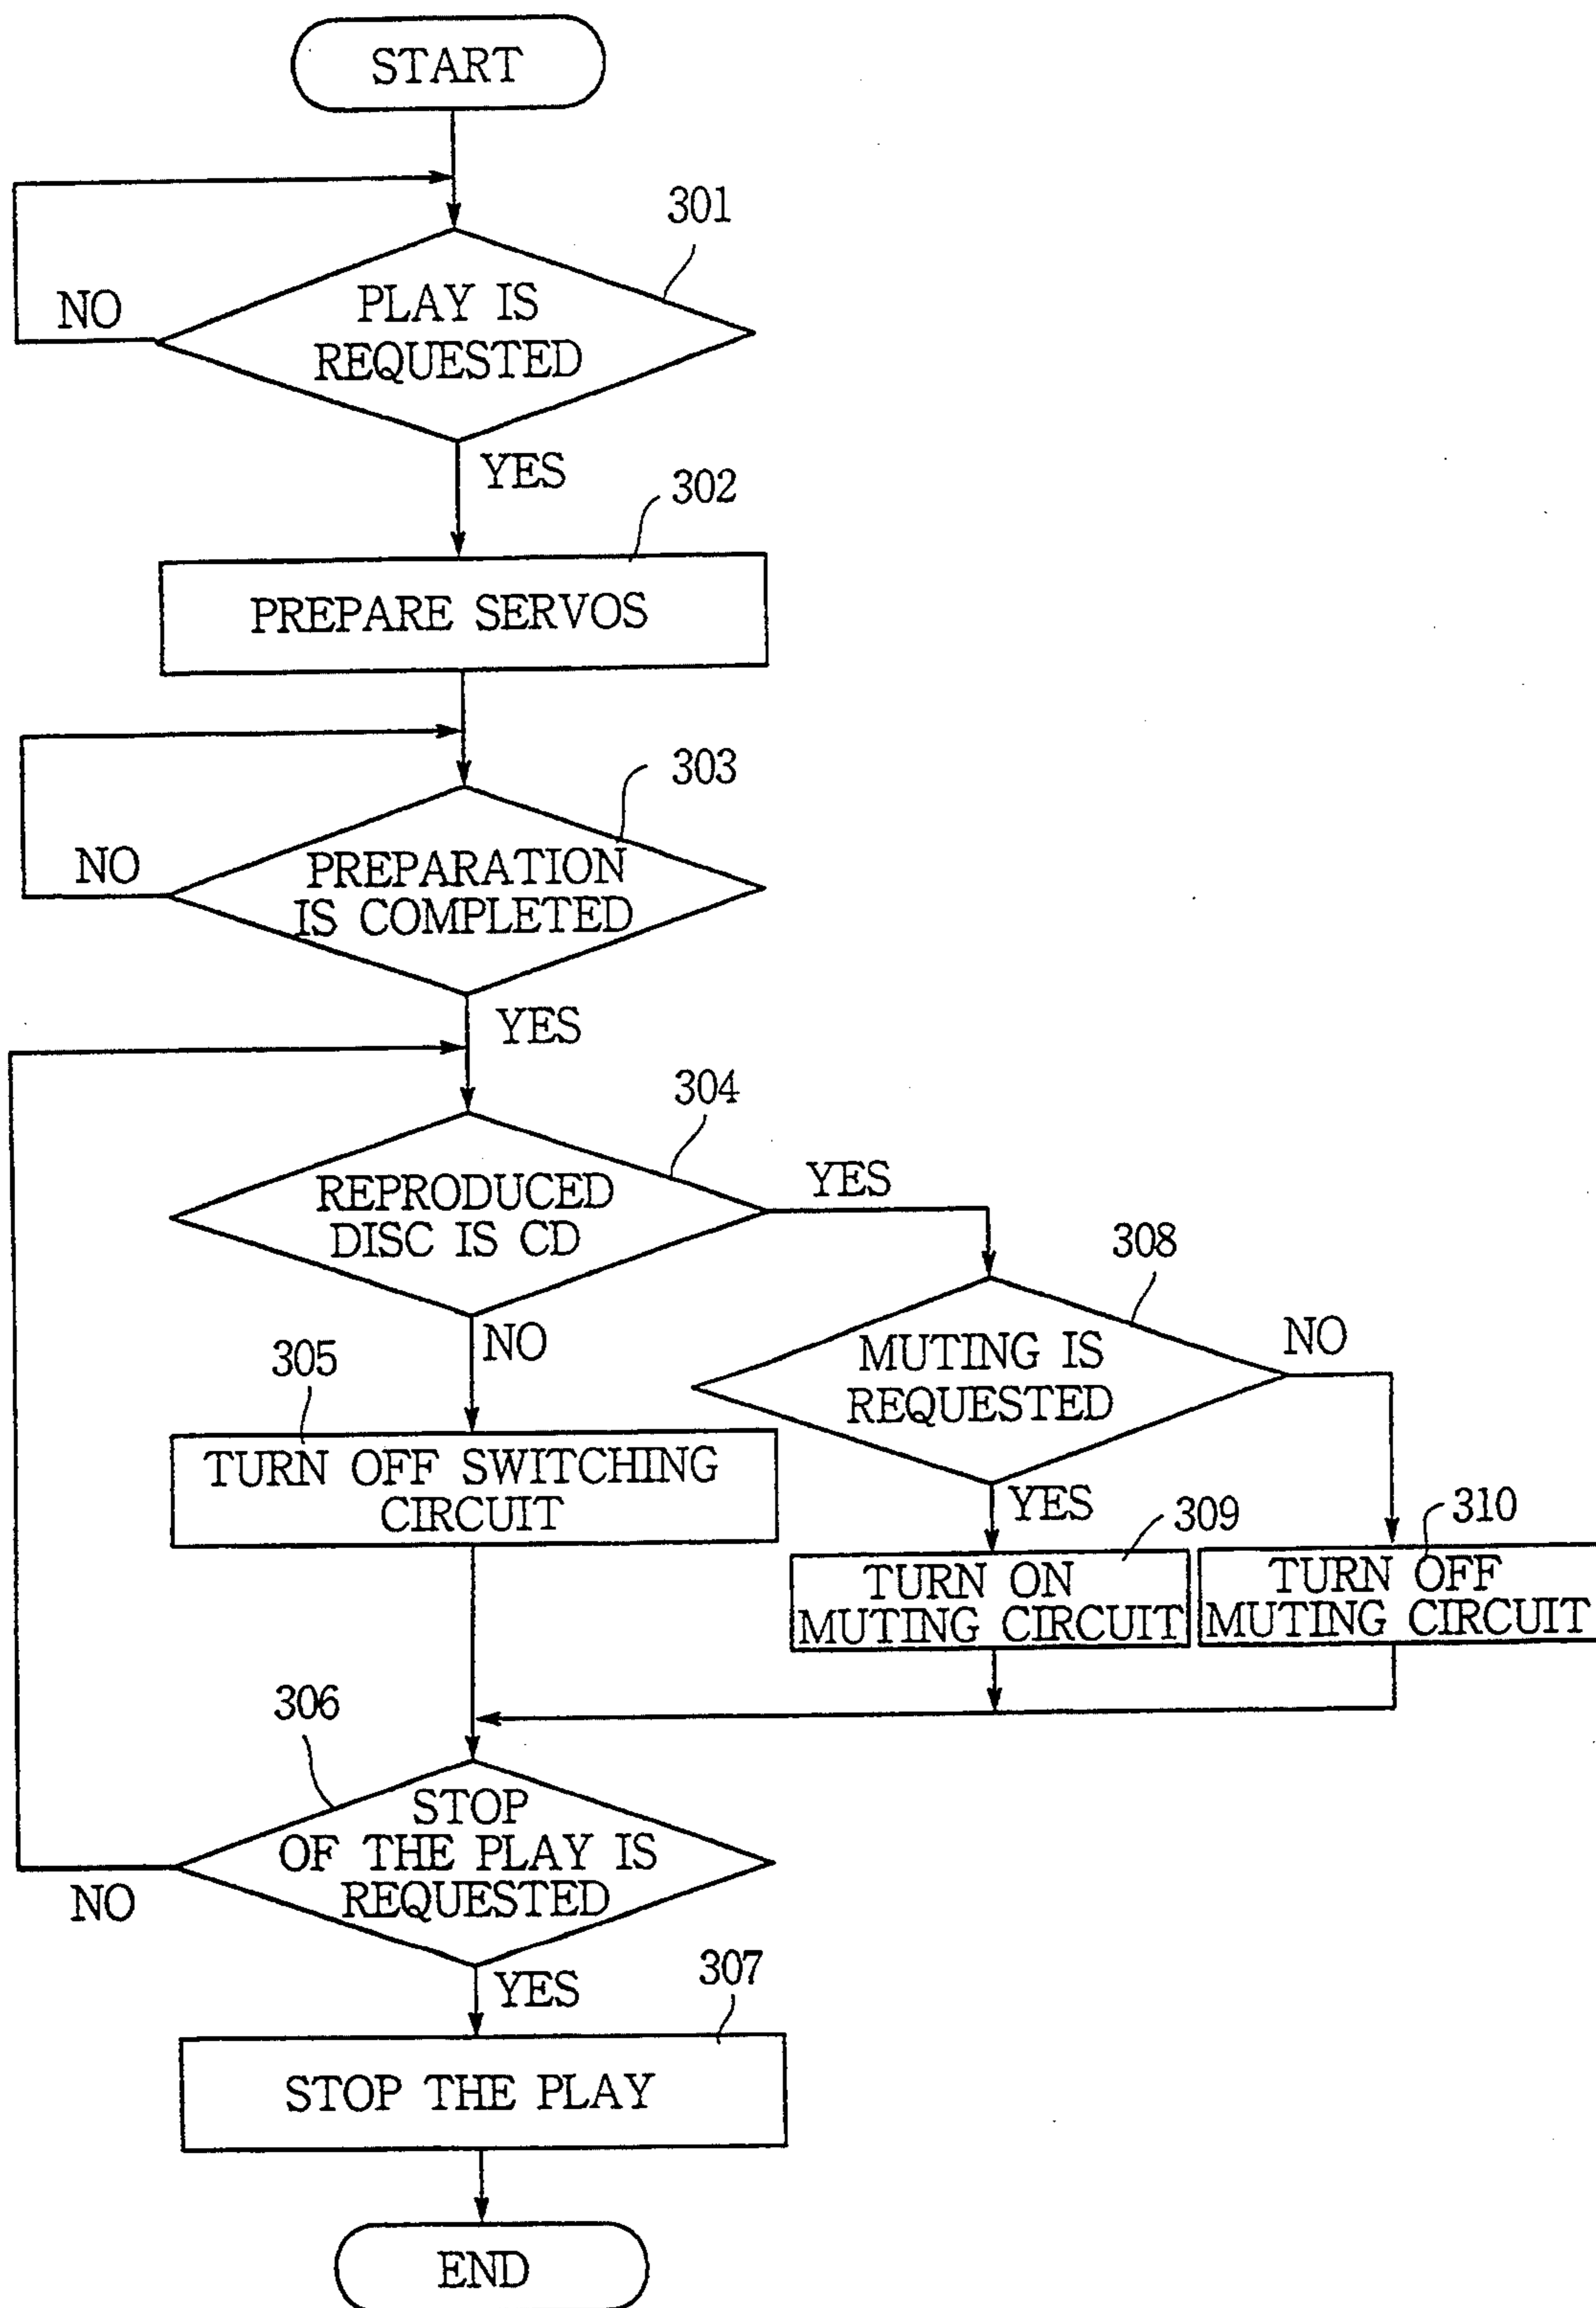 START
301
PLAY IS
REQUESTED
NO
YES
302
PREPARE SERVOS
303
PREPARATION
IS COMPLETED
NO
YES
304
REPRODUCED
DISC IS CD
YES
NO
308
MUTING IS
REQUESTED
NO
YES
305
TURN OFF SWITCHING
CIRCUIT
309
TURN ON
MUTING CIRCUIT
310
TURN OFF
MUTING CIRCUIT
306
STOP
OF THE PLAY IS
REQUESTED
NO
YES
307
STOP THE PLAY
END